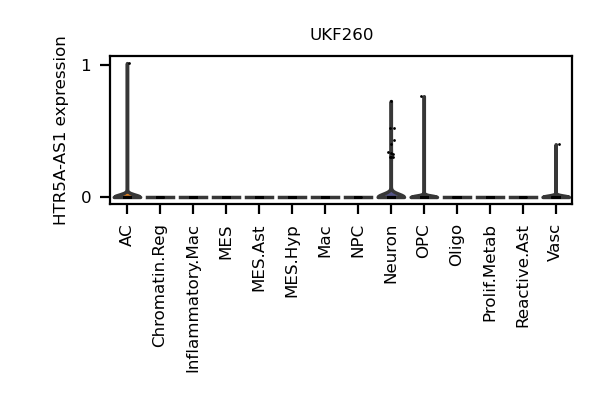 UKF260
HTR5A-AS1 expression
1
0
AC
Chromatin.Reg
Inflammatory.Mac
MES
MES.Ast
MES.Hyp
Mac
NPC
Neuron
OPC
Oligo
Prolif.Metab
Reactive.Ast
Vasc